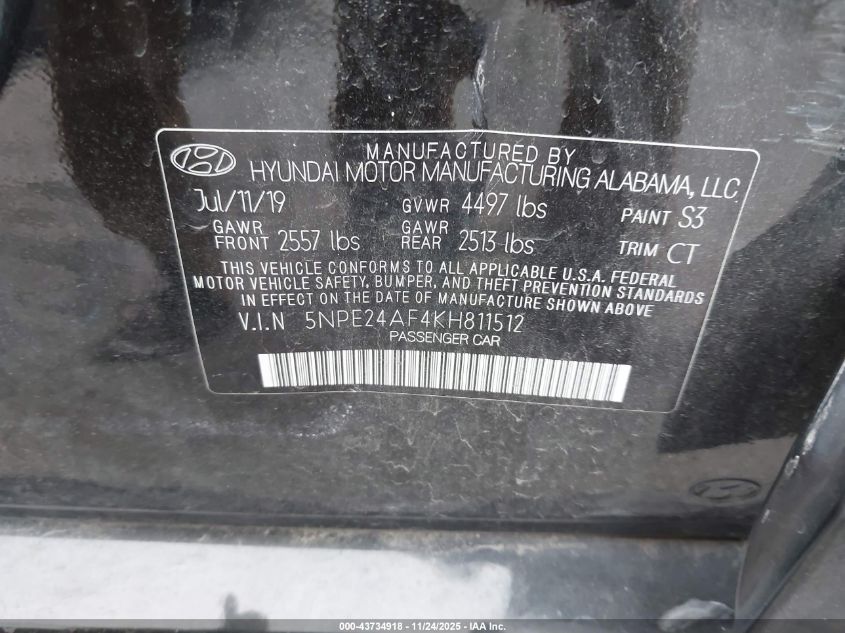 MANUFACTURED BY
HYUNDAI MOTOR MANUFACTURING ALABAMA, LLC
Jul/11/19 GVWR 4497 lbs PAINT S3
GAWR FRONT 2557 lbs GAWR REAR 2513 lbs TRIM CT
THIS VEHICLE CONFORMS TO ALL APPLICABLE U.S.A. FEDERAL
MOTOR VEHICLE SAFETY, BUMPER, AND THEFT PREVENTION STANDARDS
IN EFFECT ON THE DATE OF MANUFACTURE SHOWN ABOVE
V.I.N 5NPE24AF4KH811512
PASSENGER CAR
000-43734918 - 11/24/2025 - IAA Inc.